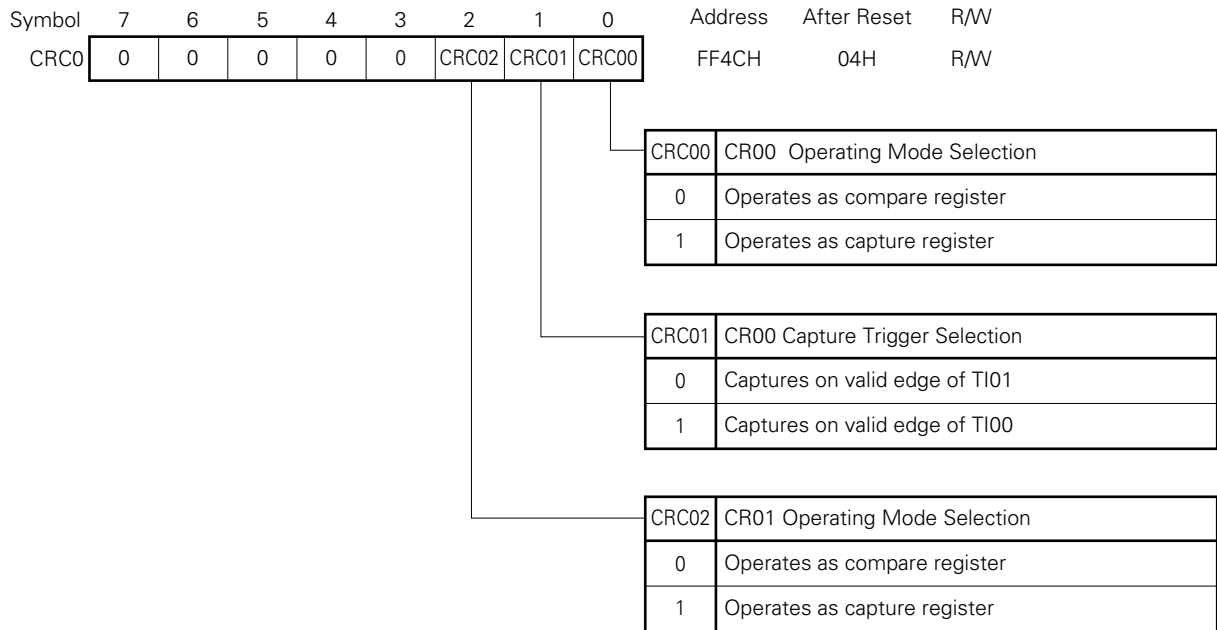 Symbol 7 6 5 4 3 2 1 0 Address After Reset R/W
CRC0 0 0 0 0 0 CRC02 CRC01 CRC00 FF4CH 04H R/W
CRC00 CR00 Operating Mode Selection
0 Operates as compare register
1 Operates as capture register
CRC01 CR00 Capture Trigger Selection
0 Captures on valid edge of TI01
1 Captures on valid edge of TI00
CRC02 CR01 Operating Mode Selection
0 Operates as compare register
1 Operates as capture register